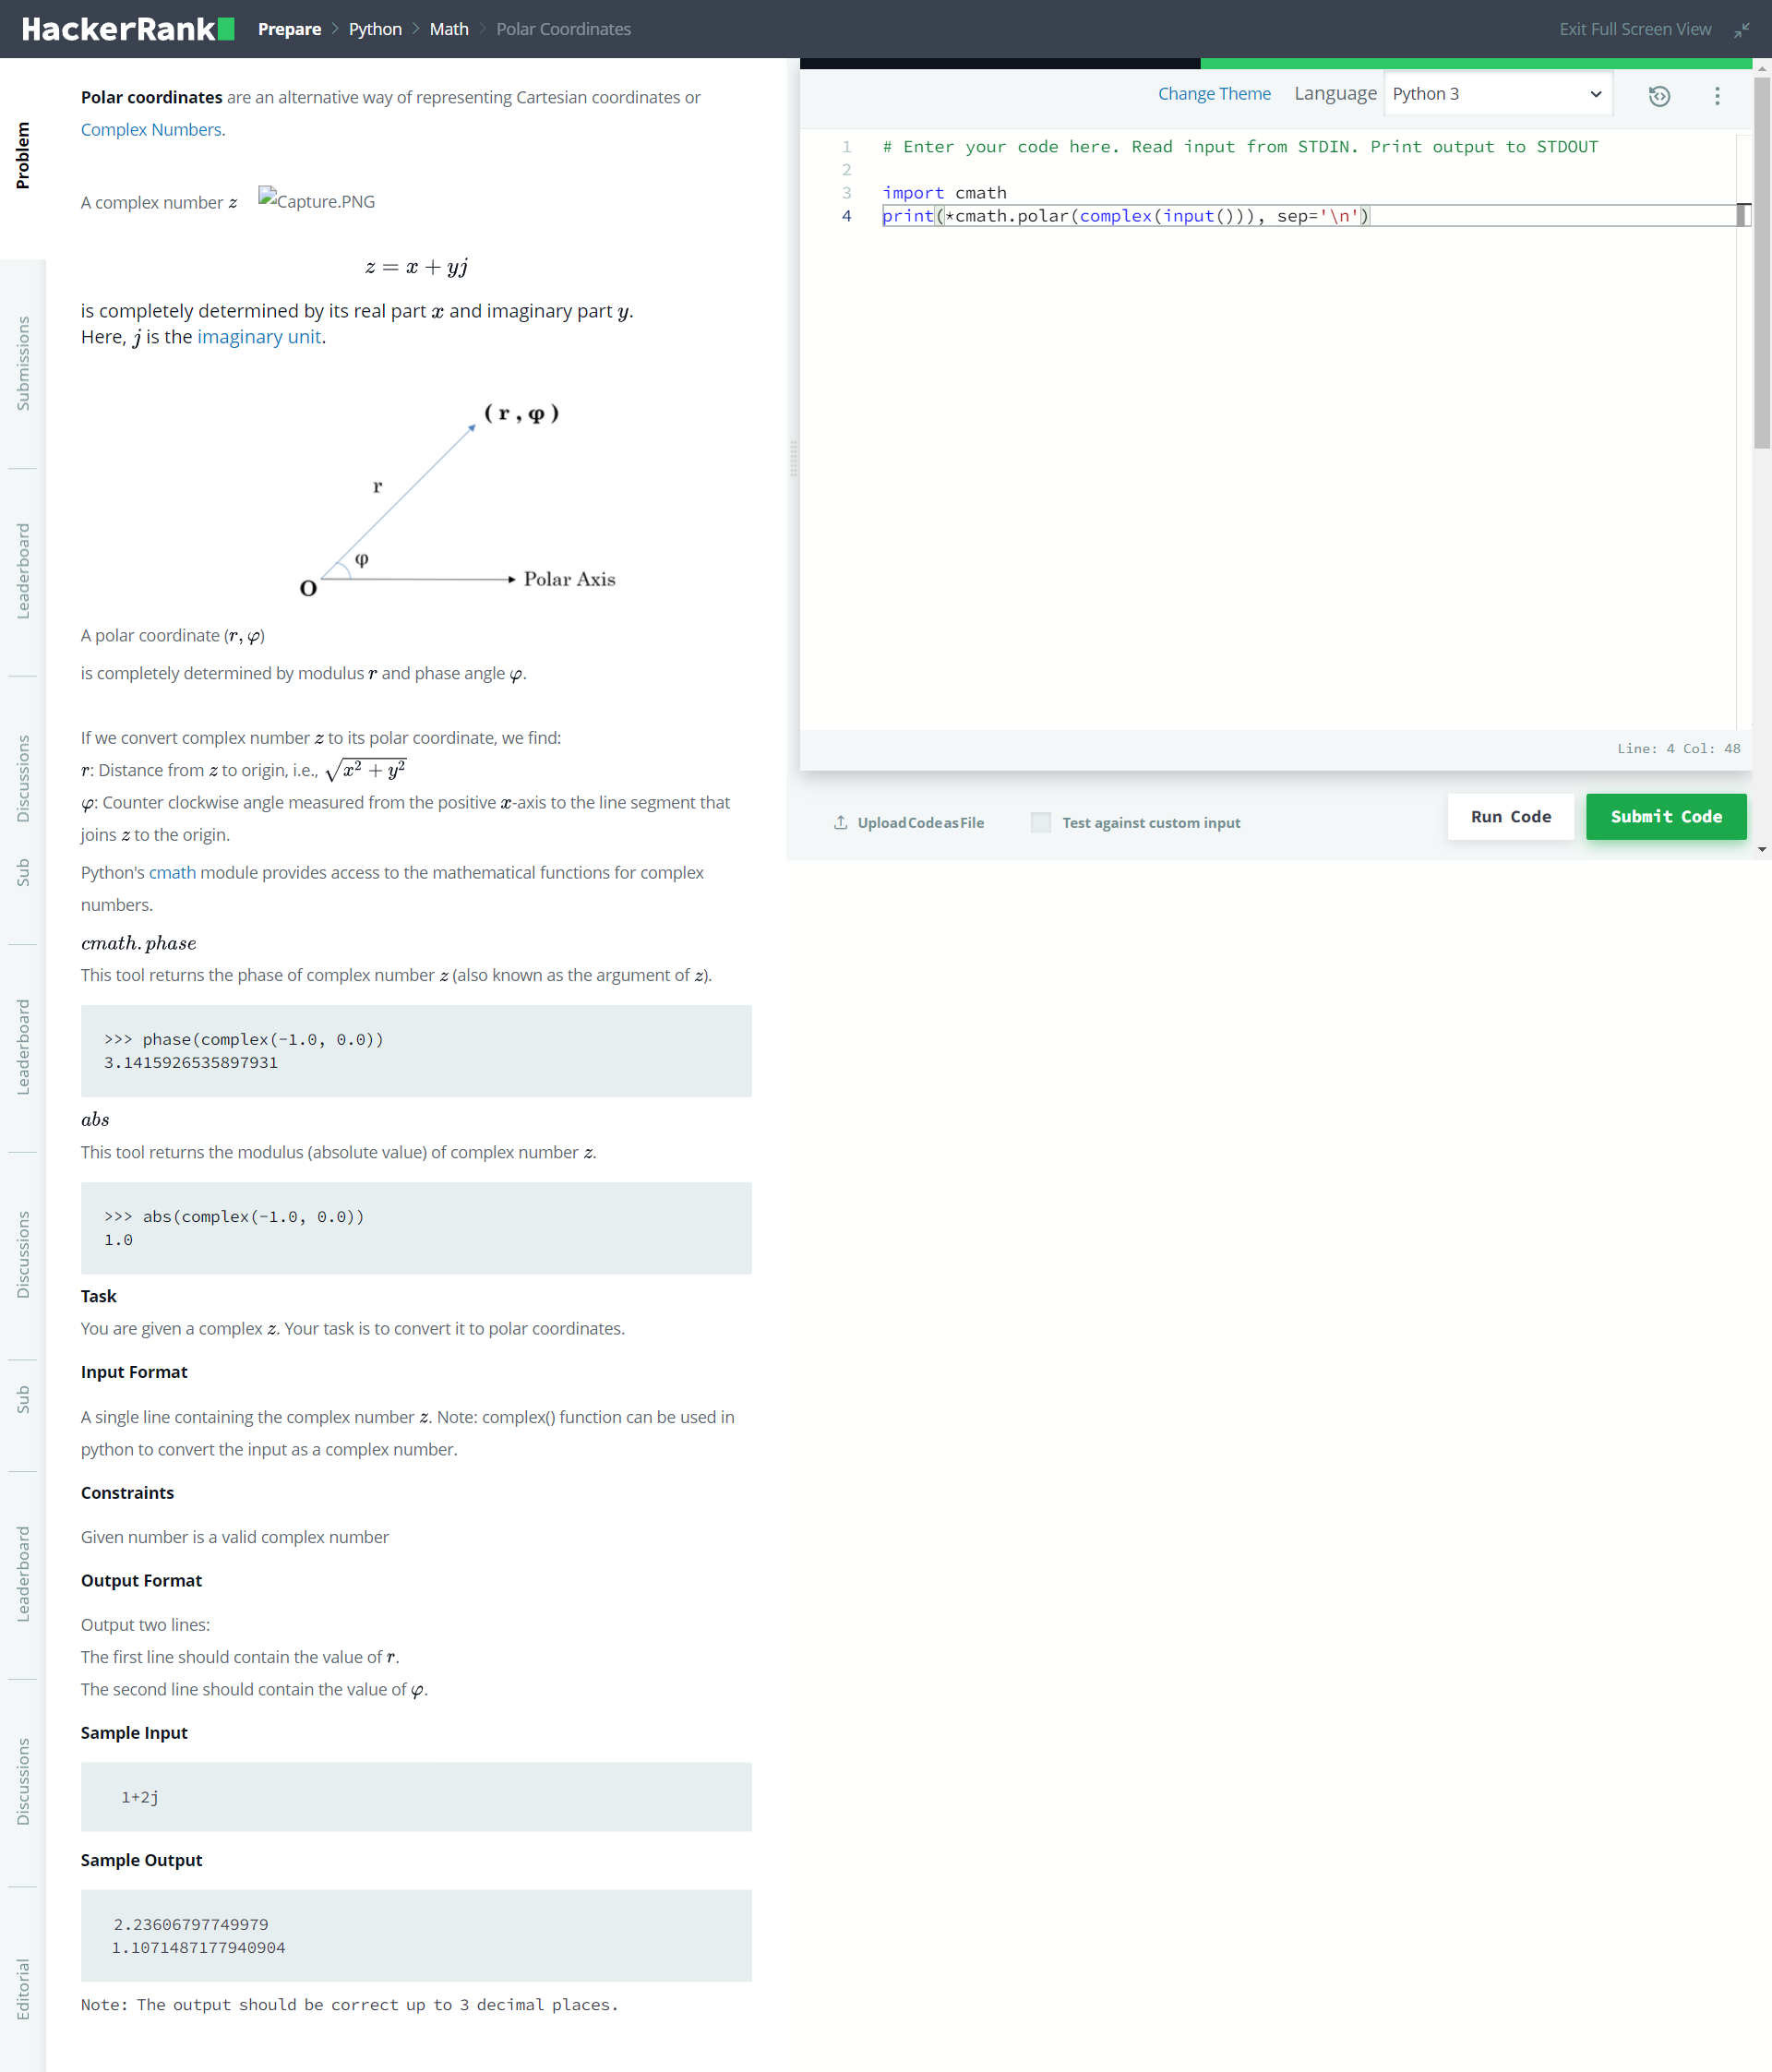 HackerRank Prepare > Python > Math > Polar Coordinates Exit Full Screen View
Problem
Submissions
Leaderboard
Discussions
Sub
Leaderboard
Discussions
Sub
Leaderboard
Discussions
Editorial
Polar coordinates are an alternative way of representing Cartesian coordinates or
Complex Numbers.
A complex number z Capture.PNG
z = x + yj
is completely determined by its real part x and imaginary part y.
Here, j is the imaginary unit.
( r , φ )
r
φ
O
Polar Axis
A polar coordinate (r, φ)
is completely determined by modulus r and phase angle φ.
If we convert complex number z to its polar coordinate, we find:
r: Distance from z to origin, i.e., √x² + y²
φ: Counter clockwise angle measured from the positive x-axis to the line segment that
joins z to the origin.
Python's cmath module provides access to the mathematical functions for complex
numbers.
cmath. phase
This tool returns the phase of complex number z (also known as the argument of z).
>>> phase(complex(-1.0, 0.0))
3.1415926535897931
abs
This tool returns the modulus (absolute value) of complex number z.
>>> abs(complex(-1.0, 0.0))
1.0
Task
You are given a complex z. Your task is to convert it to polar coordinates.
Input Format
A single line containing the complex number z. Note: complex() function can be used in
python to convert the input as a complex number.
Constraints
Given number is a valid complex number
Output Format
Output two lines:
The first line should contain the value of r.
The second line should contain the value of φ.
Sample Input
1+2j
Sample Output
2.23606797749979
1.1071487177940904
Note: The output should be correct up to 3 decimal places.
Change Theme Language Python 3
1 # Enter your code here. Read input from STDIN. Print output to STDOUT
2
3 import cmath
4 print(*cmath.polar(complex(input())), sep='\n')
Line: 4 Col: 48
Upload Code as File Test against custom input Run Code Submit Code